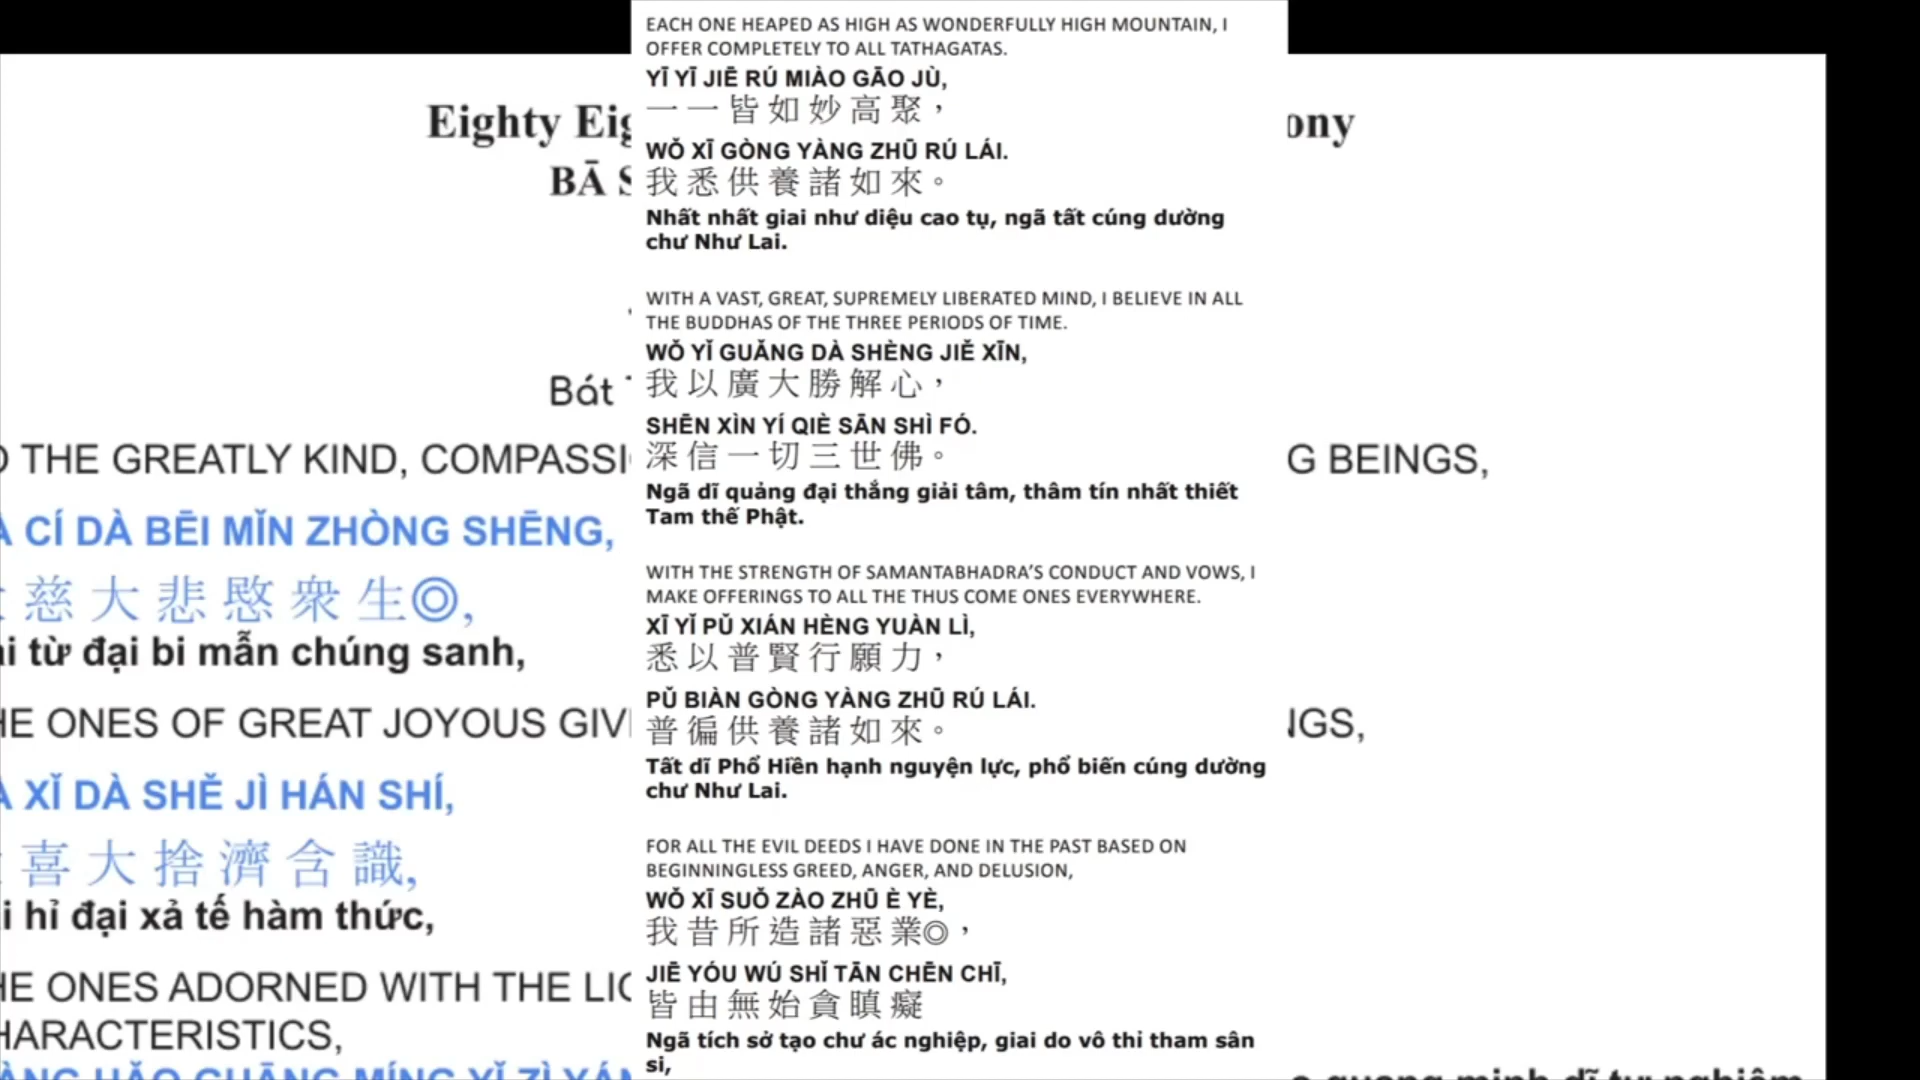 EACH ONE HEAPED AS HIGH AS WONDERFULLY HIGH MOUNTAIN, I
OFFER COMPLETELY TO ALL TATHAGATAS.
YĪ YĪ JIĒ RÚ MIÀO GĀO JÙ,
一一皆如妙高聚，
WǑ XĪ GÒNG YÀNG ZHŪ RÚ LÁI.
我悉供養諸如來。
Nhất nhất giai như diệu cao tụ, ngã tất cúng dường
chư Như Lai.
WITH A VAST, GREAT, SUPREMELY LIBERATED MIND, I BELIEVE IN ALL
THE BUDDHAS OF THE THREE PERIODS OF TIME.
WǑ YǏ GUǍNG DÀ SHÈNG JIĚ XĪN,
我以廣大勝解心，
SHĒN XÌN YÍ QIÈ SĀN SHÌ FÓ.
深信一切三世佛。
Ngã dĩ quảng đại thắng giải tâm, thâm tín nhất thiết
Tam thế Phật.
WITH THE STRENGTH OF SAMANTABHADRA'S CONDUCT AND VOWS, I
MAKE OFFERINGS TO ALL THE THUS COME ONES EVERYWHERE.
XĪ YǏ PǓ XIÁN HÈNG YUÀN LÌ,
悉以普賢行願力，
PǓ BIÀN GÒNG YÀNG ZHŪ RÚ LÁI.
普徧供養諸如來。
Tất dĩ Phổ Hiền hạnh nguyện lực, phổ biến cúng dường
chư Như Lai.
FOR ALL THE EVIL DEEDS I HAVE DONE IN THE PAST BASED ON
BEGINNINGLESS GREED, ANGER, AND DELUSION,
WǑ XĪ SUǑ ZÀO ZHŪ È YÈ,
我昔所造諸惡業◎，
JIĒ YÓU WÚ SHǏ TĀN CHĒN CHĪ,
皆由無始貪瞋癡
Ngã tích sở tạo chư ác nghiệp, giai do vô thỉ tham sân
si,
Eighty
BĀ
Bát
THE GREATLY KIND,
BEINGS,
CÍ DÀ BĒI MǏN ZHÒNG SHĒNG,
慈大悲愍衆生◎,
từ đại bi mẫn chúng sanh,
ONES OF GREAT JOYOUS
XǏ DÀ SHĚ JÌ HÁN SHÍ,
喜大捨濟含識,
hỉ đại xả tế hàm thức,
ONES ADORNED WITH THE